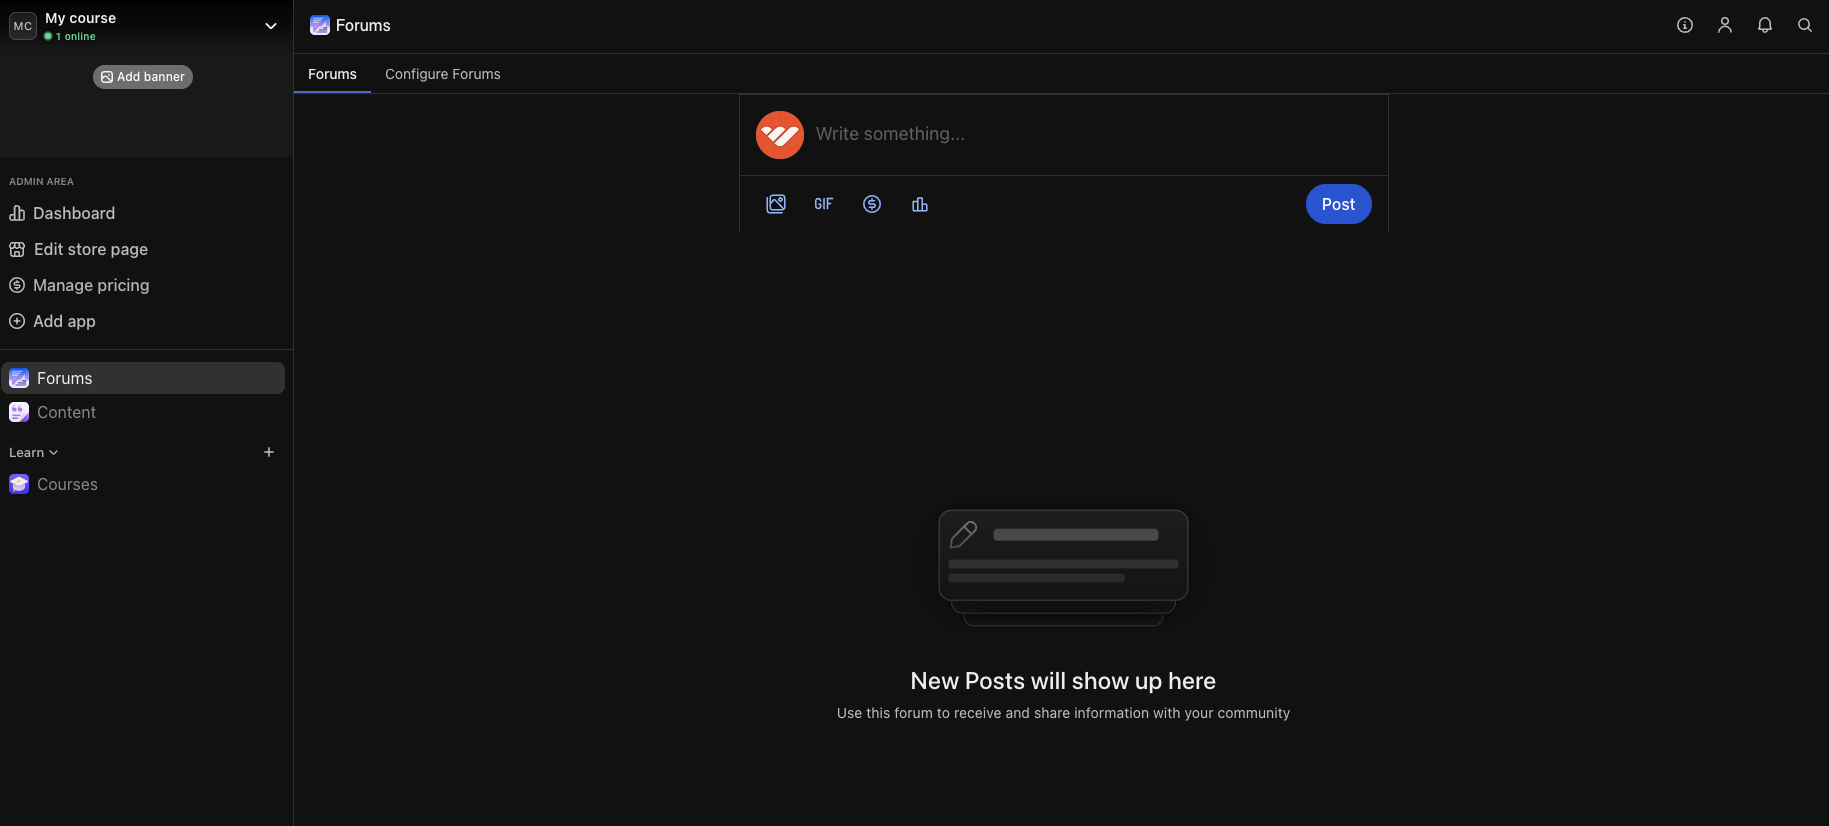 MC
My course
1 online
Add banner
ADMIN AREA
Dashboard
Edit store page
Manage pricing
Add app
Forums
Content
Learn
Courses
Forums
Forums
Configure Forums
Write something...
GIF
Post
New Posts will show up here
Use this forum to receive and share information with your community